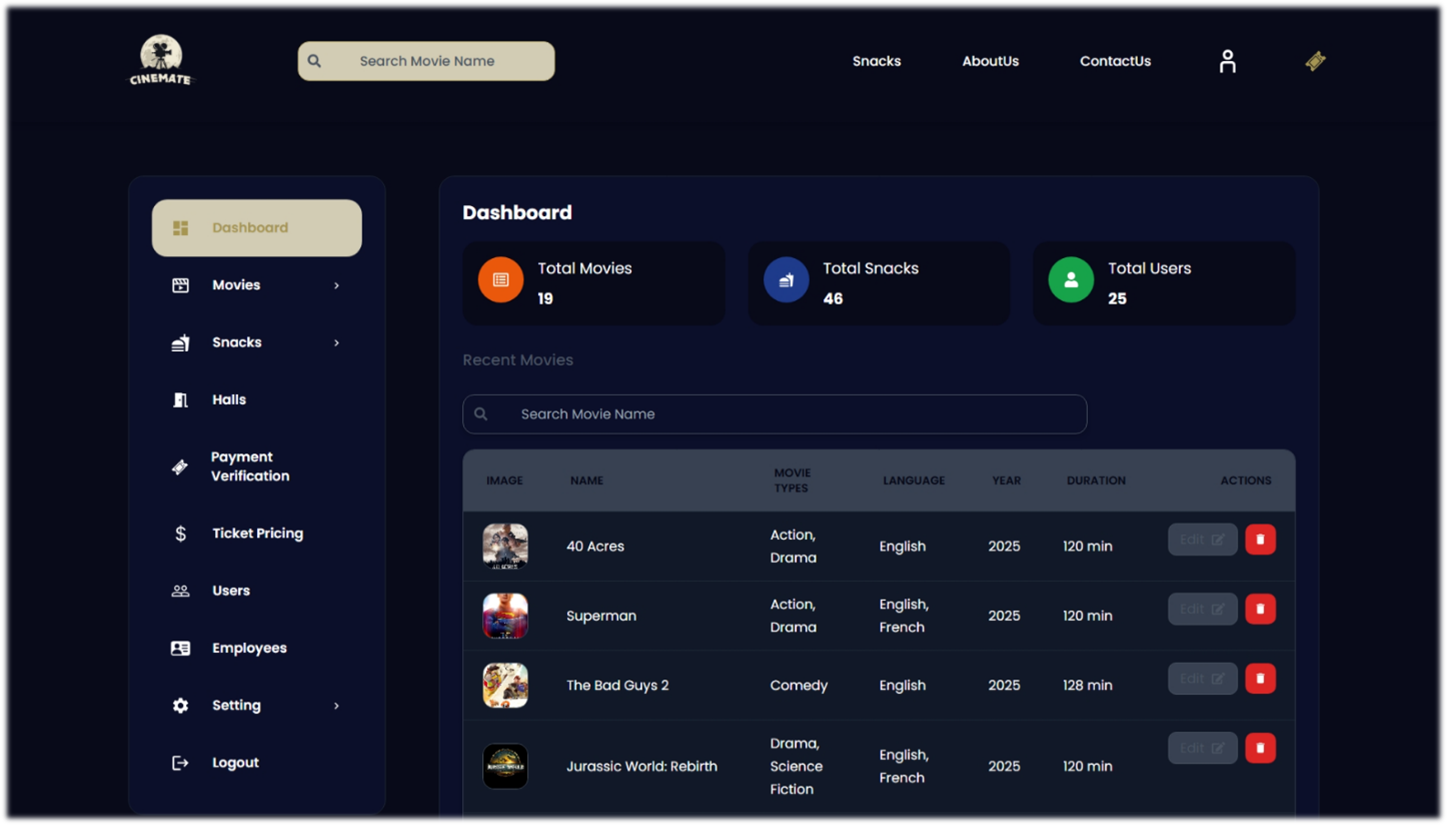 CINEMATE
Search Movie Name
Snacks
AboutUs
ContactUs
Dashboard
Movies
Snacks
Halls
Payment
Verification
Ticket Pricing
Users
Employees
Setting
Logout
Dashboard
Total Movies
19
Total Snacks
46
Total Users
25
Recent Movies
Search Movie Name
IMAGE NAME MOVIE TYPES LANGUAGE YEAR DURATION ACTIONS
40 Acres Action, Drama English 2025 120 min Edit
Superman Action, Drama English, French 2025 120 min Edit
The Bad Guys 2 Comedy English 2025 128 min Edit
Jurassic World: Rebirth Drama, Science Fiction English, French 2025 120 min Edit